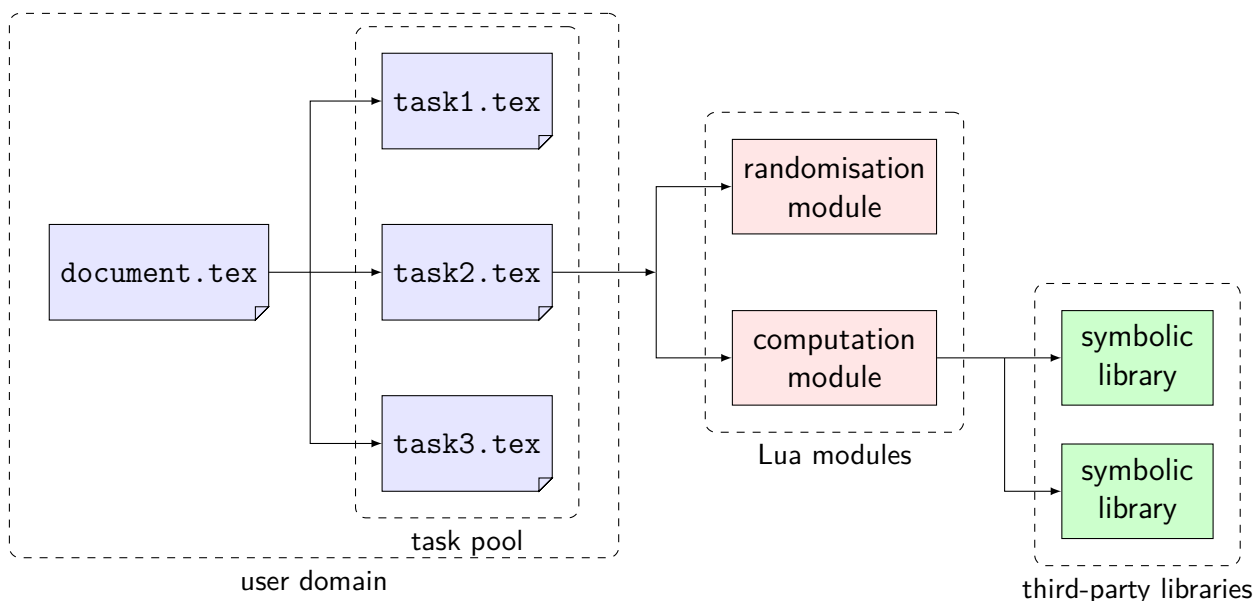 task1.tex
randomisation
module
document.tex
task2.tex
computation
module
symbolic
library
task3.tex
Lua modules
symbolic
library
task pool
user domain
third-party libraries